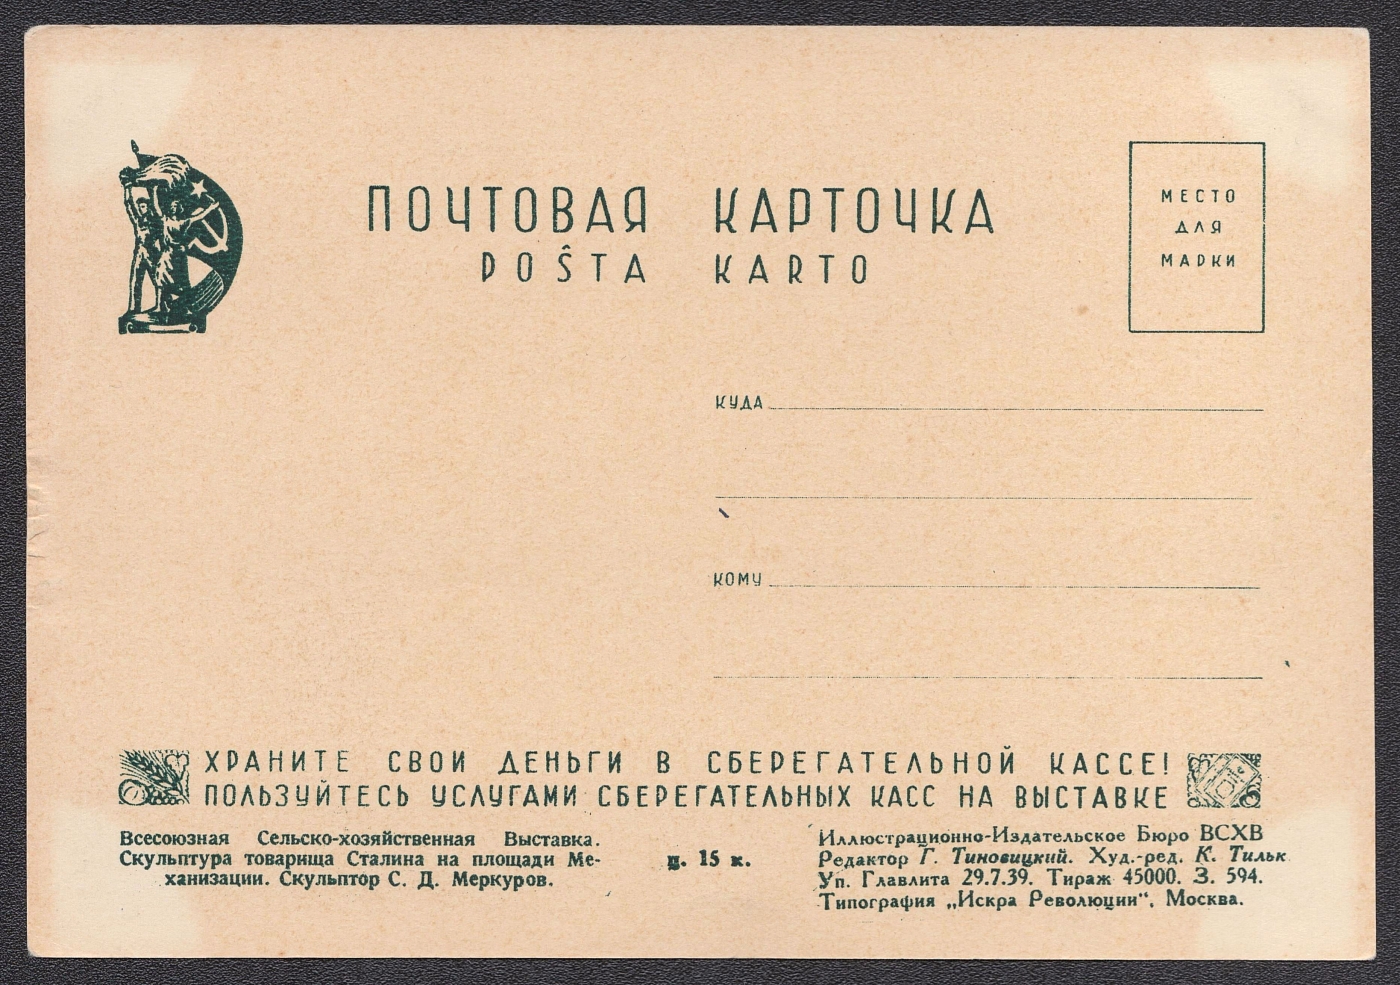 ПОЧТОВАЯ КАРТОЧКА
POŜTA KARTO
МЕСТО
ДЛЯ
МАРКИ
КУДА
КОМУ
ХРАНИТЕ СВОИ ДЕНЬГИ В СБЕРЕГАТЕЛЬНОЙ КАССЕ!
ПОЛЬЗУЙТЕСЬ УСЛУГАМИ СБЕРЕГАТЕЛЬНЫХ КАСС НА ВЫСТАВКЕ
Всесоюзная Сельско-хозяйственная Выставка.
Скульптура товарища Сталина на площади Ме-
ханизации. Скульптор С. Д. Меркуров.
ц. 15 к.
Иллюстрационно-Издательское Бюро ВСХВ
Редактор Г. Тиновицкий. Худ.-ред. К. Тильк
Уп. Главлита 29.7.39. Тираж 45000. З. 594.
Типография „Искра Революции“, Москва.